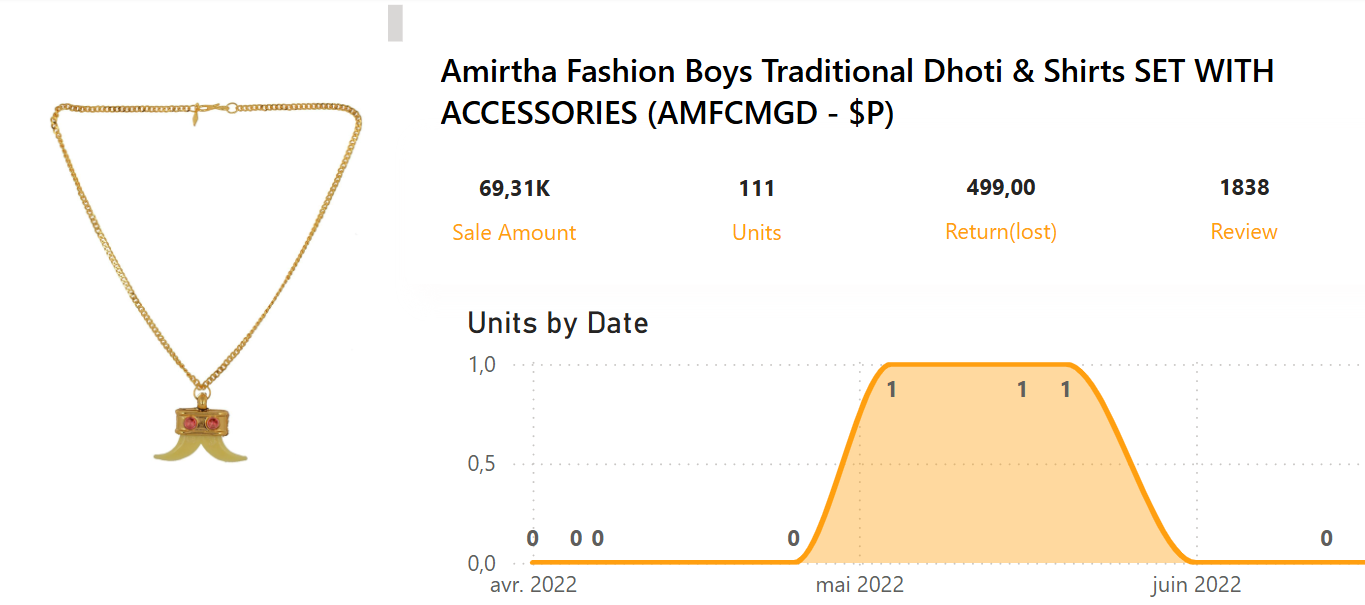 Amirtha Fashion Boys Traditional Dhoti & Shirts SET WITH
ACCESSORIES (AMFCMGD - $P)
69,31K 111 499,00 1838
Sale Amount Units Return(lost) Review
Units by Date
1,0
1 1 1
0,5
0 0 0 0 0
0,0
avr. 2022 mai 2022 juin 2022